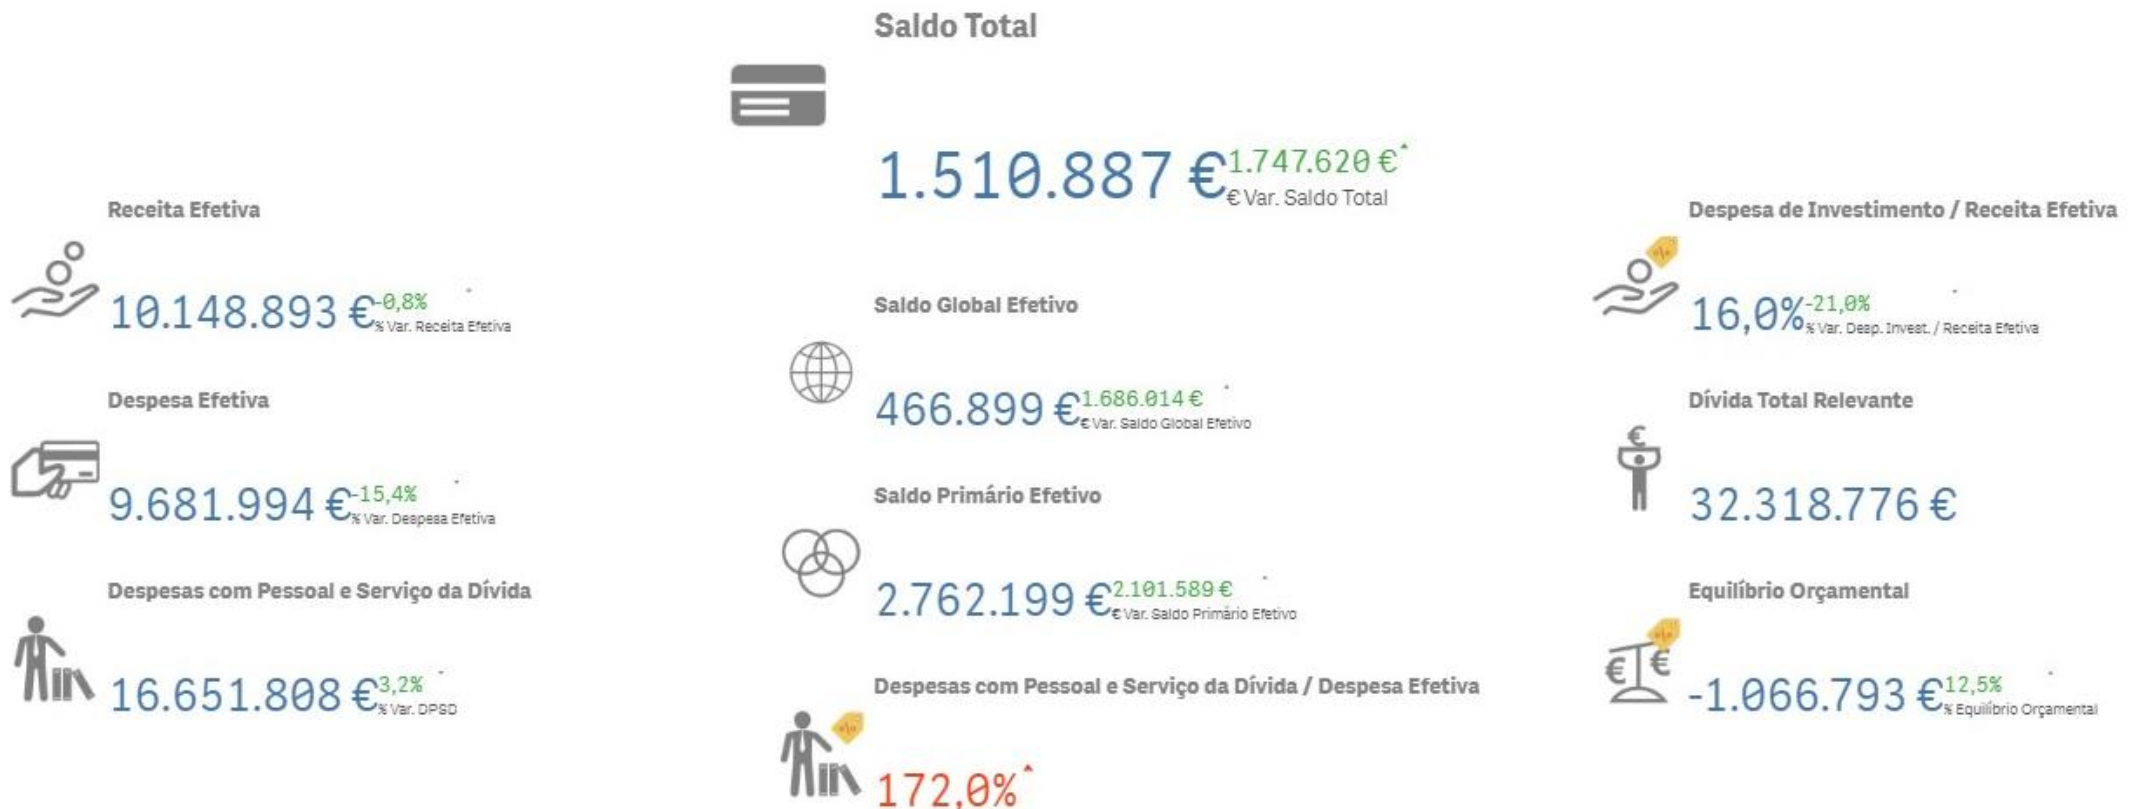 Saldo Total
1.510.887 €
1.747.620 €
€ Var. Saldo Total
Receita Efetiva
10.148.893 €
-0,8%
% Var. Receita Efetiva
Despesa Efetiva
9.681.994 €
-15,4%
% Var. Despesa Efetiva
Despesas com Pessoal e Serviço da Dívida
16.651.808 €
3,2%
% Var. DPSD
Saldo Global Efetivo
466.899 €
1.686.014 €
€ Var. Saldo Global Efetivo
Saldo Primário Efetivo
2.762.199 €
2.101.589 €
€ Var. Saldo Primário Efetivo
Despesas com Pessoal e Serviço da Dívida / Despesa Efetiva
172,0%
Despesa de Investimento / Receita Efetiva
16,0%
-21,0%
% Var. Desp. Invest. / Receita Efetiva
Dívida Total Relevante
32.318.776 €
Equilíbrio Orçamental
-1.066.793 €
12,5%
% Equilíbrio Orçamental